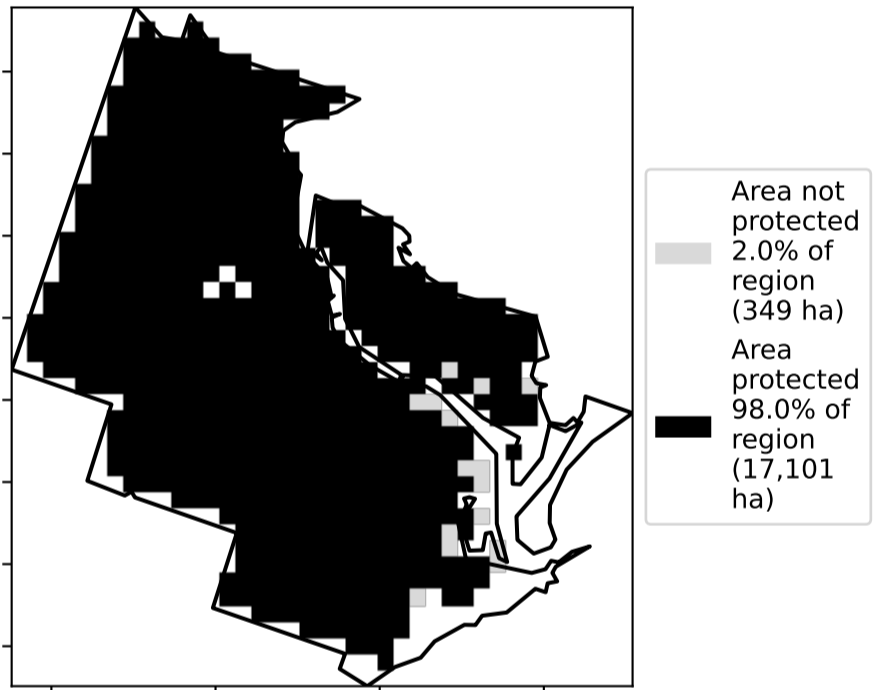 Area not
protected
2.0% of
region
(349 ha)
Area
protected
98.0% of
region
(17,101
ha)